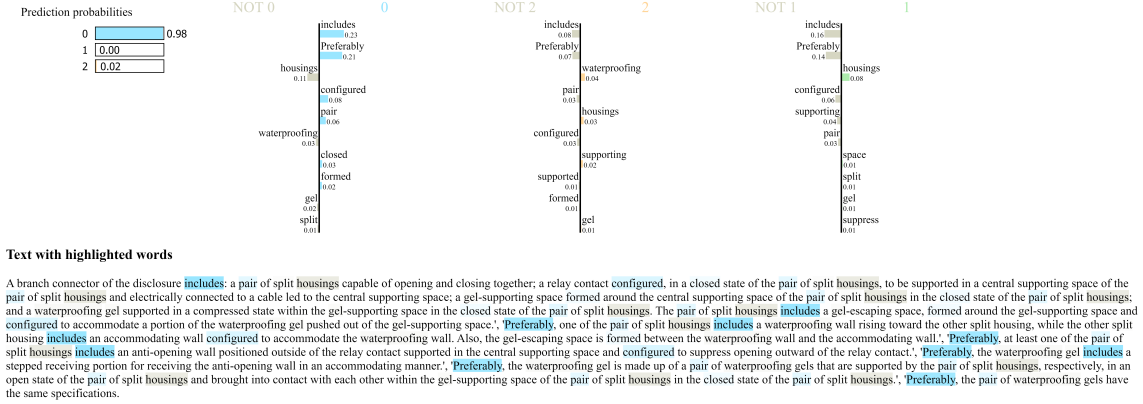 Prediction probabilities
0 0.98
1 0.00
2 0.02
NOT 0 0
includes
0.23
Preferably
0.21
housings
0.11
configured
0.08
pair
0.06
waterproofing
0.03
closed
0.03
formed
0.02
gel
0.02
split
0.01
NOT 2 2
includes
0.08
Preferably
0.07
waterproofing
0.04
pair
0.03
housings
0.03
configured
0.03
supporting
0.02
supported
0.01
formed
0.01
gel
0.01
NOT 1 1
includes
0.16
Preferably
0.14
housings
0.08
configured
0.06
supporting
0.04
pair
0.03
space
0.01
split
0.01
gel
0.01
suppress
0.01
Text with highlighted words
A branch connector of the disclosure includes: a pair of split housings capable of opening and closing together; a relay contact configured, in a closed state of the pair of split housings, to be supported in a central supporting space of the
pair of split housings and electrically connected to a cable led to the central supporting space; a gel-supporting space formed around the central supporting space of the pair of split housings in the closed state of the pair of split housings;
and a waterproofing gel supported in a compressed state within the gel-supporting space in the closed state of the pair of split housings. The pair of split housings includes a gel-escaping space, formed around the gel-supporting space and
configured to accommodate a portion of the waterproofing gel pushed out of the gel-supporting space.', 'Preferably, one of the pair of split housings includes a waterproofing wall rising toward the other split housing, while the other split
housing includes an accommodating wall configured to accommodate the waterproofing wall. Also, the gel-escaping space is formed between the waterproofing wall and the accommodating wall.', 'Preferably, at least one of the pair of
split housings includes an anti-opening wall positioned outside of the relay contact supported in the central supporting space and configured to suppress opening outward of the relay contact.', 'Preferably, the waterproofing gel includes a
stepped receiving portion for receiving the anti-opening wall in an accommodating manner.', 'Preferably, the waterproofing gel is made up of a pair of waterproofing gels that are supported by the pair of split housings, respectively, in an
open state of the pair of split housings and brought into contact with each other within the gel-supporting space of the pair of split housings in the closed state of the pair of split housings.', 'Preferably, the pair of waterproofing gels have
the same specifications.